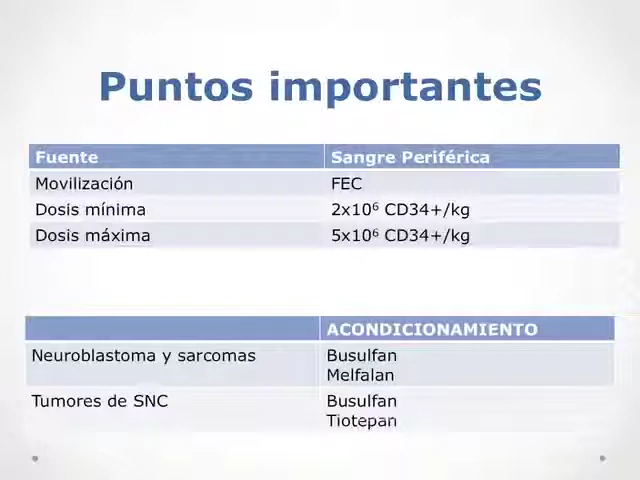 Puntos importantes
Fuente Sangre Periférica
Movilización FEC
Dosis mínima 2x10⁶ CD34+/kg
Dosis máxima 5x10⁶ CD34+/kg
ACONDICIONAMIENTO
Neuroblastoma y sarcomas Busulfan
Melfalan
Tumores de SNC Busulfan
Tiotepan